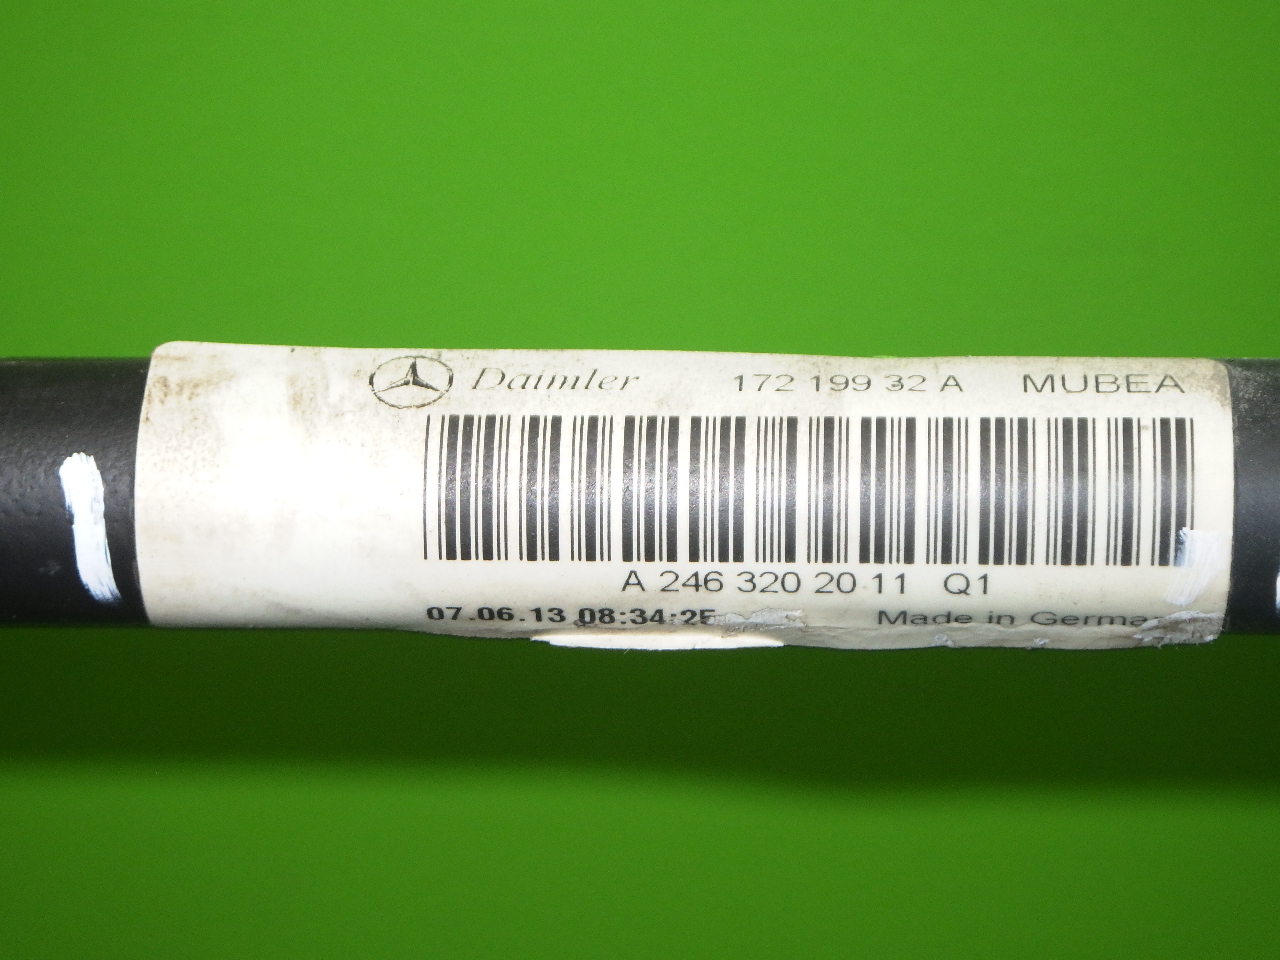 Daimler 172 199 32 A MUBEA
A 246 320 20 11 Q1
07.06.13 08:34:25 Made in Germa